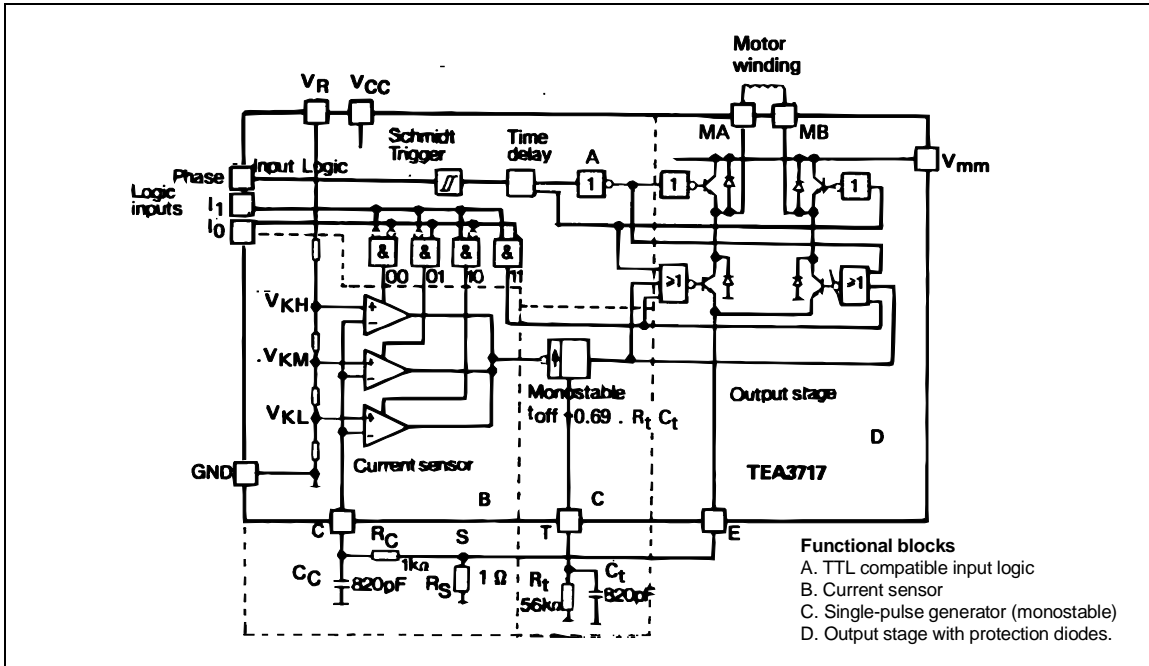 Motor
winding
VR
VCC
MA
MB
Schmidt
Trigger
Time
delay
A
Vmm
Phase
Input Logic
Logic
inputs
I1
I0
1
1
1
&
&
&
&
00
01
10
11
≥1
≥1
VKH
+
−
VKM
+
−
VKL
+
−
Monostable
toff 0.69 . Rt Ct
Output stage
D
GND
Current sensor
TEA3717
B
C
C
T
E
RC
1kΩ
S
CC
820pF
RS
1 Ω
Rt
56kΩ
Ct
820pF
Functional blocks
A. TTL compatible input logic
B. Current sensor
C. Single-pulse generator (monostable)
D. Output stage with protection diodes.